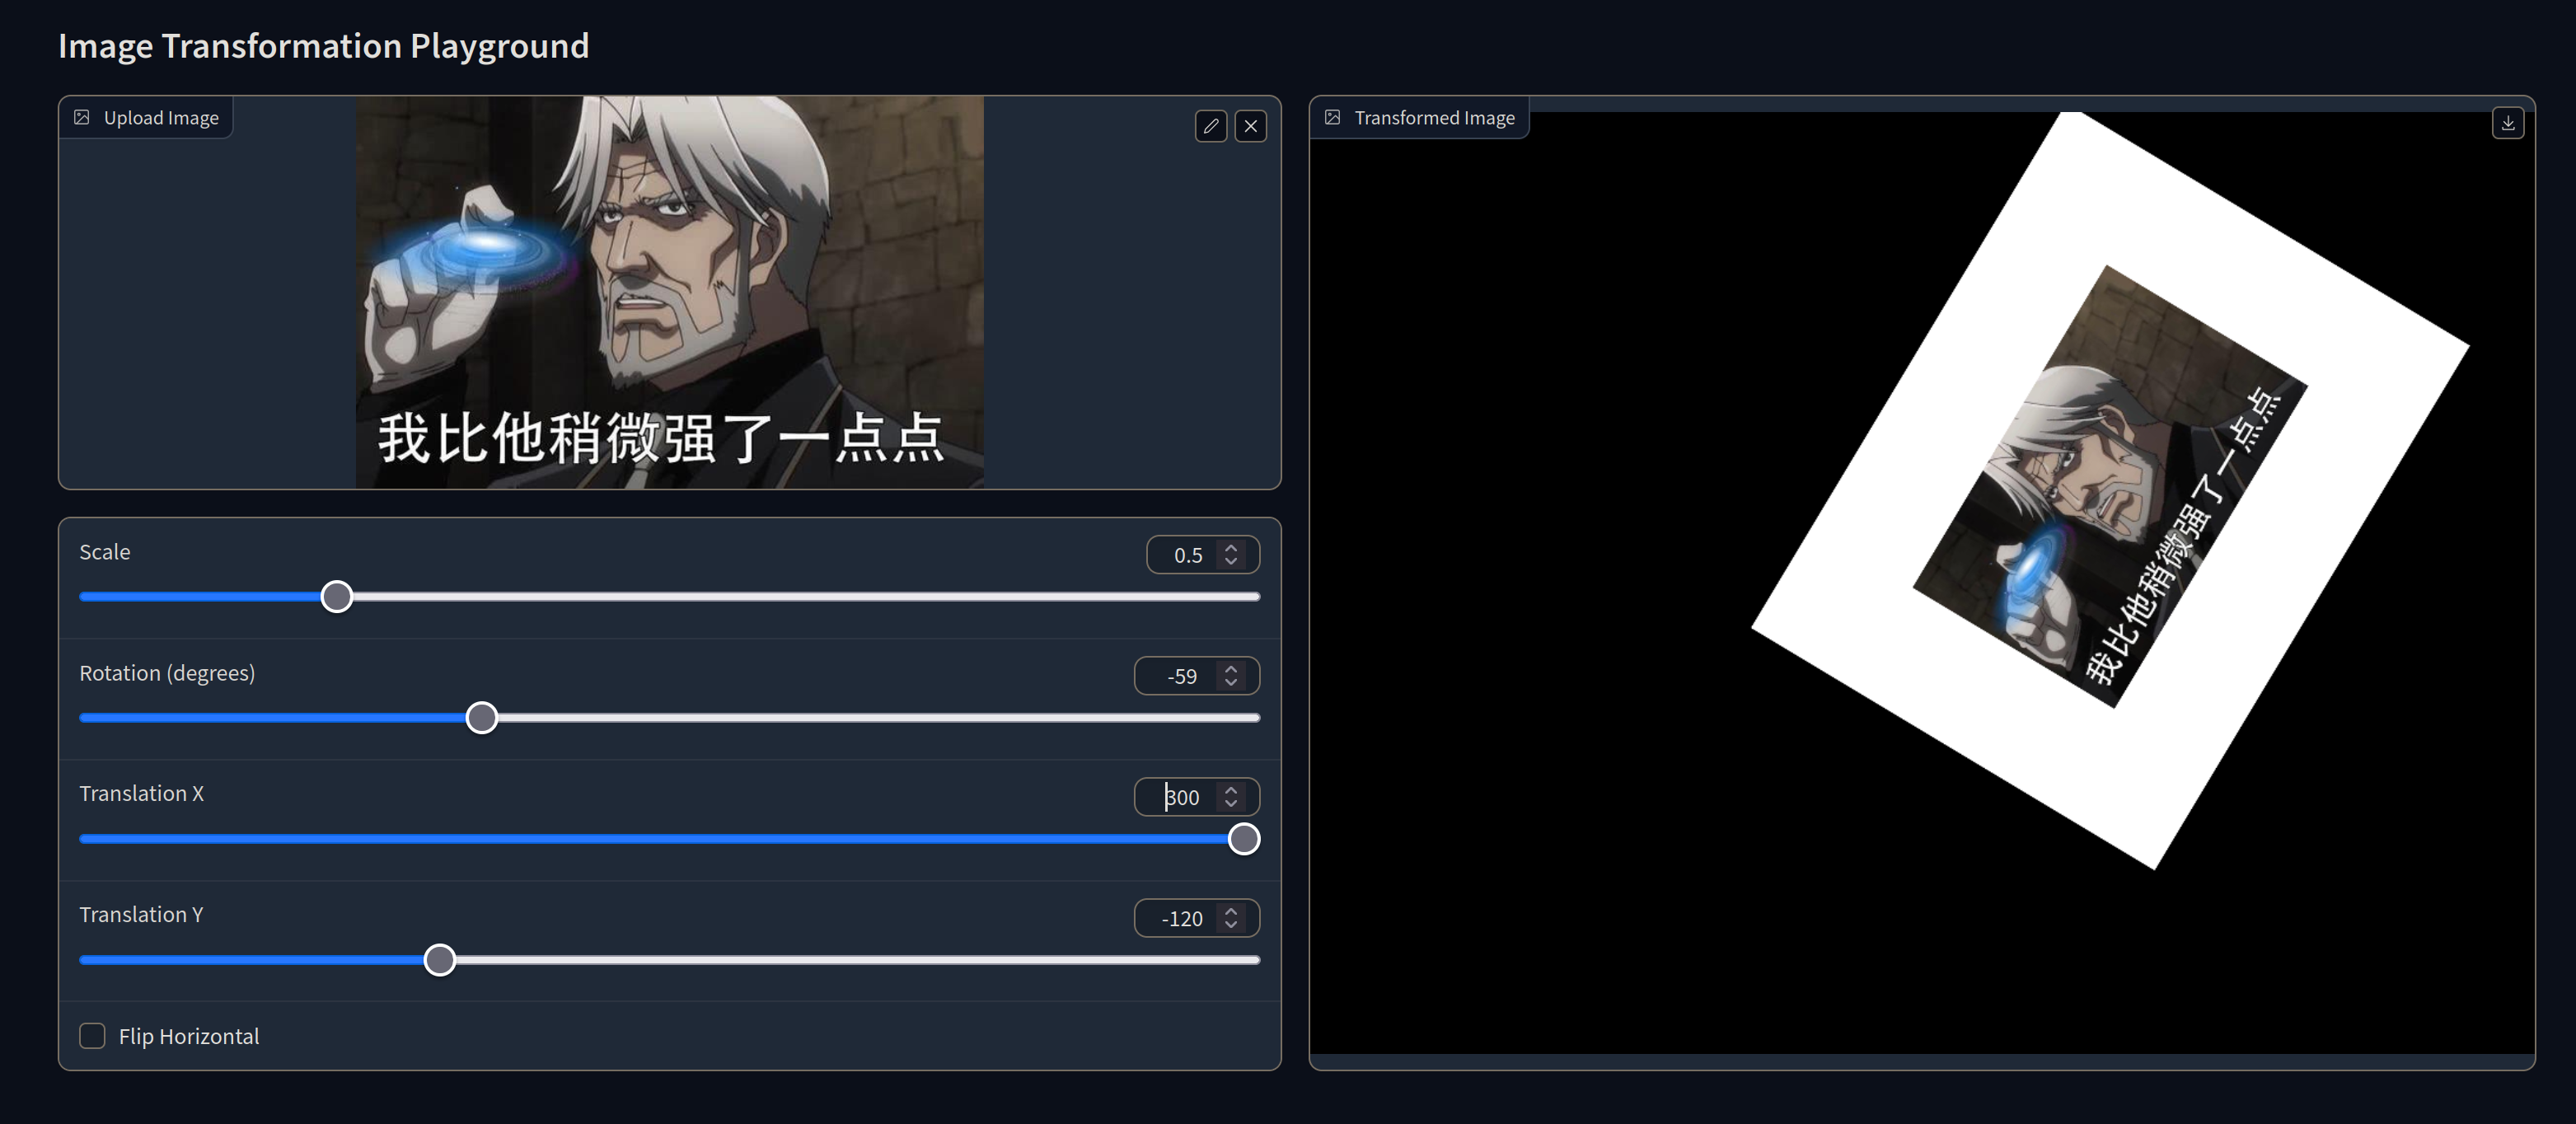 Image Transformation Playground
Upload Image
我比他稍微强了一点点
Scale
0.5
Rotation (degrees)
-59
Translation X
300
Translation Y
-120
Flip Horizontal
Transformed Image
我比他稍微强了一点点